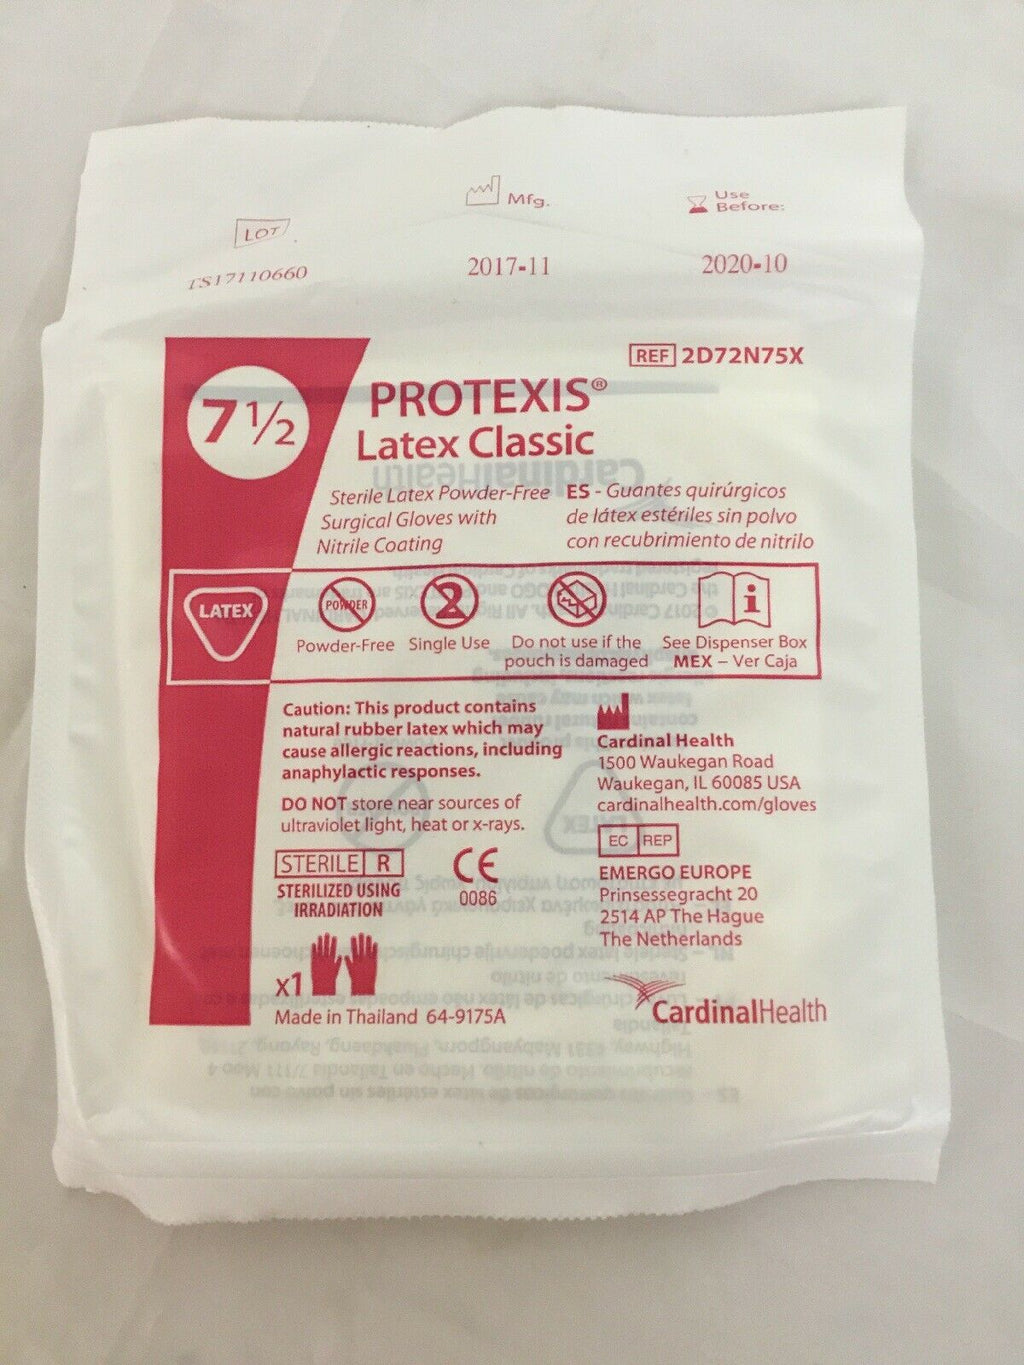 LOT
TS17110660
Mfg.
2017-11
Use
Before:
2020-10
REF 2D72N75X
7 1/2
PROTEXIS®
Latex Classic
Sterile Latex Powder-Free
Surgical Gloves with
Nitrile Coating
ES - Guantes quirúrgicos
de látex estériles sin polvo
con recubrimiento de nitrilo
LATEX
POWDER
Powder-Free
2
Single Use
Do not use if the
pouch is damaged
i
See Dispenser Box
MEX – Ver Caja
Caution: This product contains
natural rubber latex which may
cause allergic reactions, including
anaphylactic responses.
DO NOT store near sources of
ultraviolet light, heat or x-rays.
STERILE R
STERILIZED USING
IRRADIATION
CE
0086
x1
Made in Thailand 64-9175A
Cardinal Health
1500 Waukegan Road
Waukegan, IL 60085 USA
cardinalhealth.com/gloves
EC REP
EMERGO EUROPE
Prinsessegracht 20
2514 AP The Hague
The Netherlands
CardinalHealth